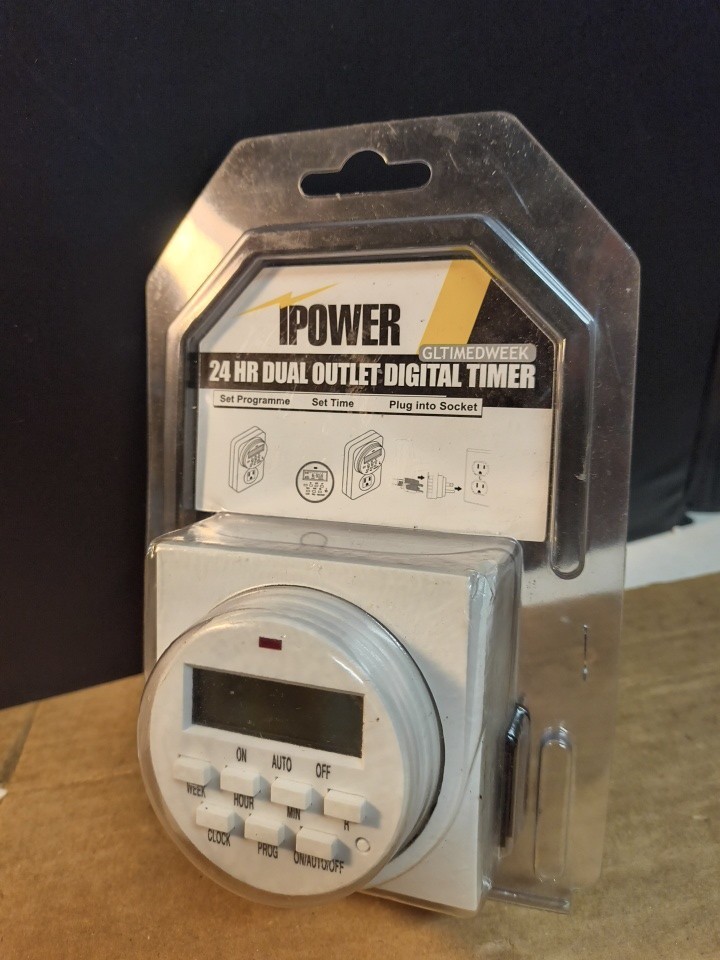 IPOWER
GLTIMEDWEEK
24 HR DUAL OUTLET DIGITAL TIMER
Set Programme Set Time Plug into Socket
ON AUTO OFF
WEEK HOUR MIN R
CLOCK PROG ON/AUTO/OFF